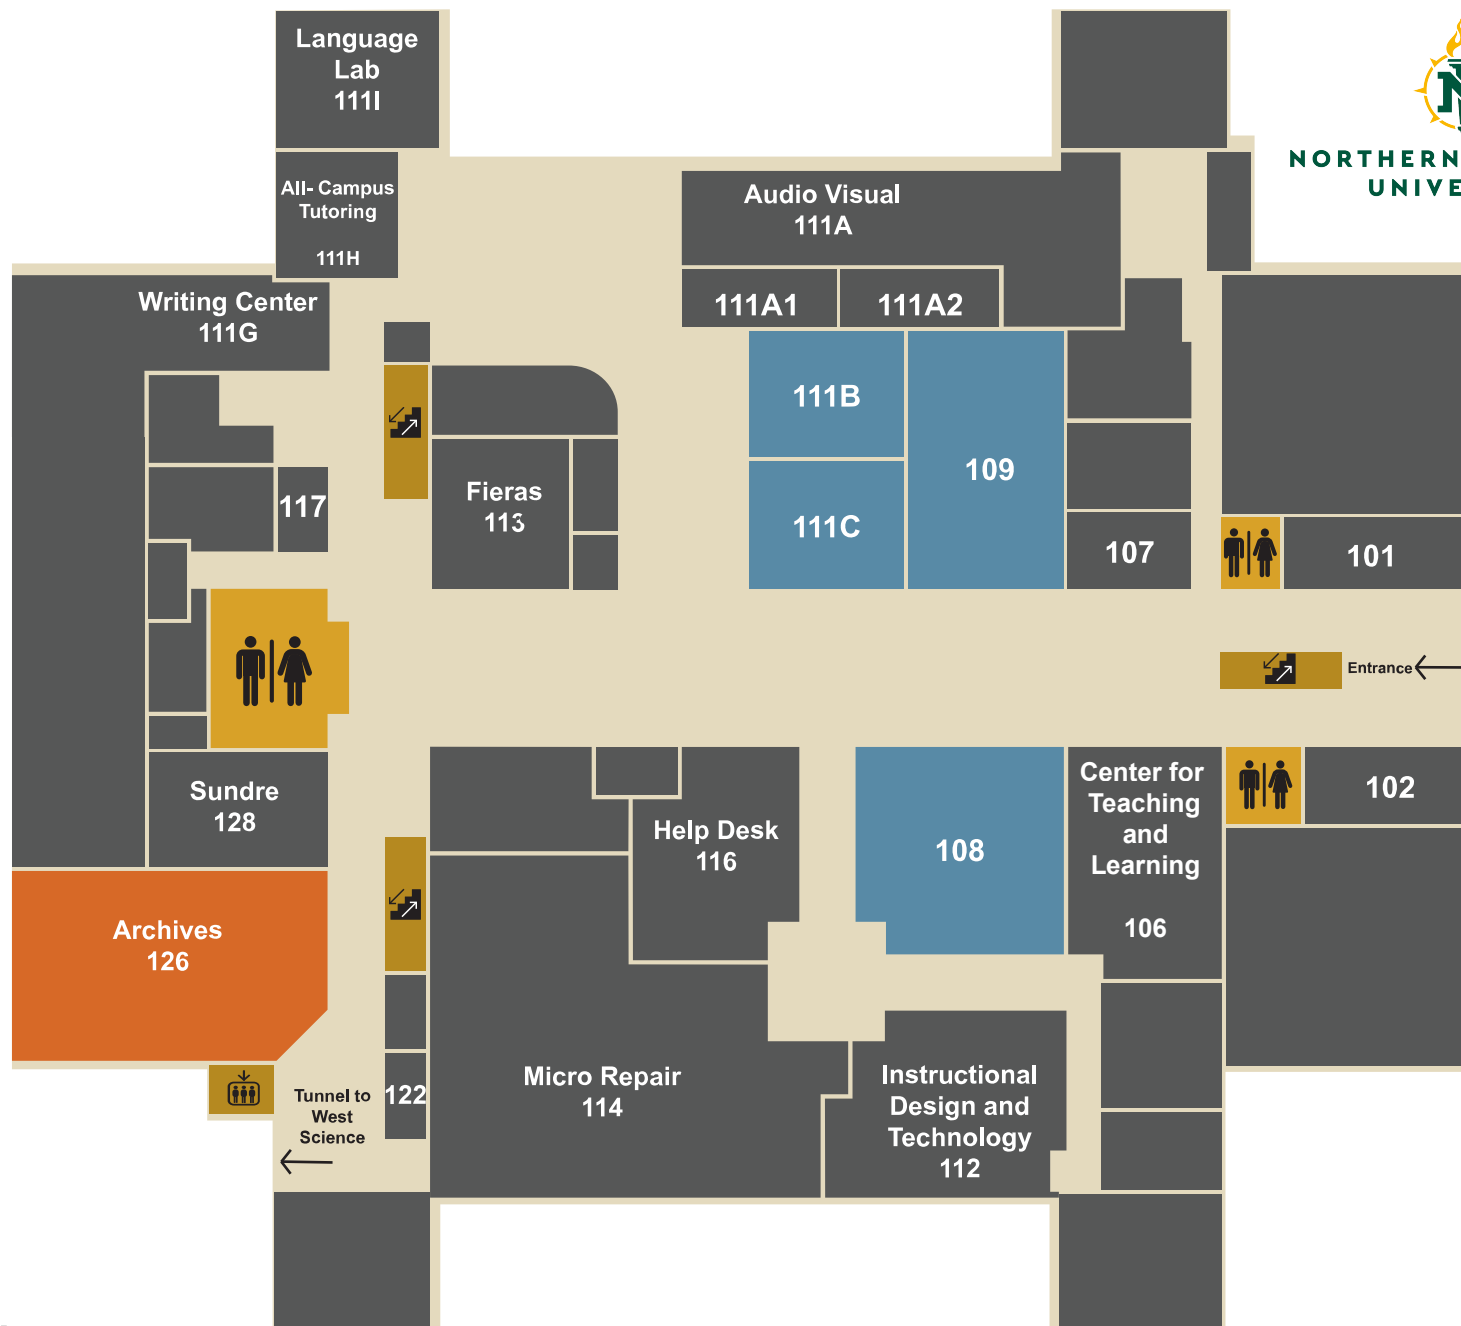 Language
Lab
111I
All- Campus
Tutoring
111H
NORTHERN
Audio Visual
111A
111A1
111A2
Writing Center
111G
111B
109
111C
117
Fieras
113
107
101
Entrance
Sundre
128
Help Desk
116
108
Center for
Teaching
and
Learning
106
102
Archives
126
Tunnel to
West
Science
122
Micro Repair
114
Instructional
Design and
Technology
112